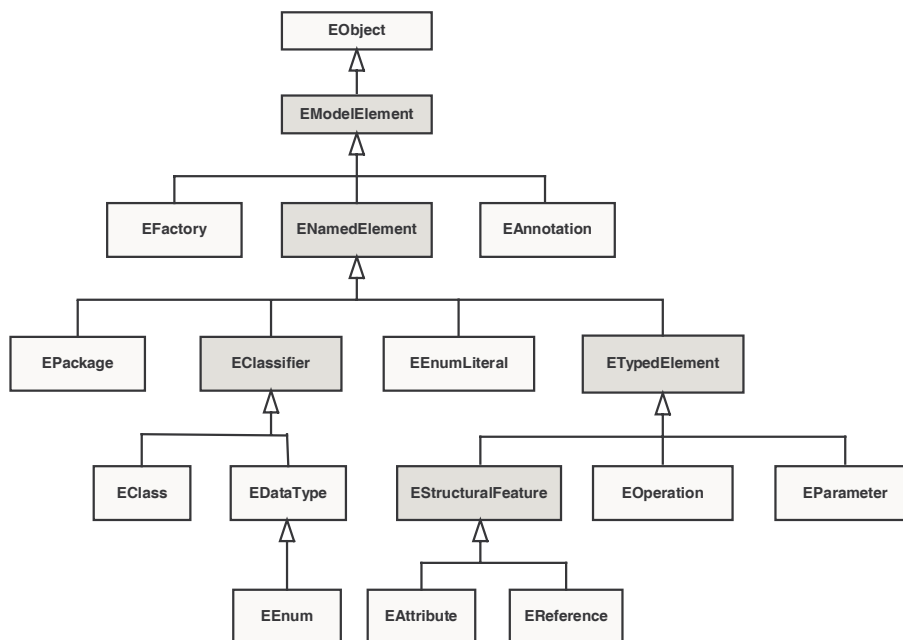 EObject
EModelElement
EFactory
ENamedElement
EAnnotation
EPackage
EClassifier
EEnumLiteral
ETypedElement
EClass
EDataType
EStructuralFeature
EOperation
EParameter
EEnum
EAttribute
EReference